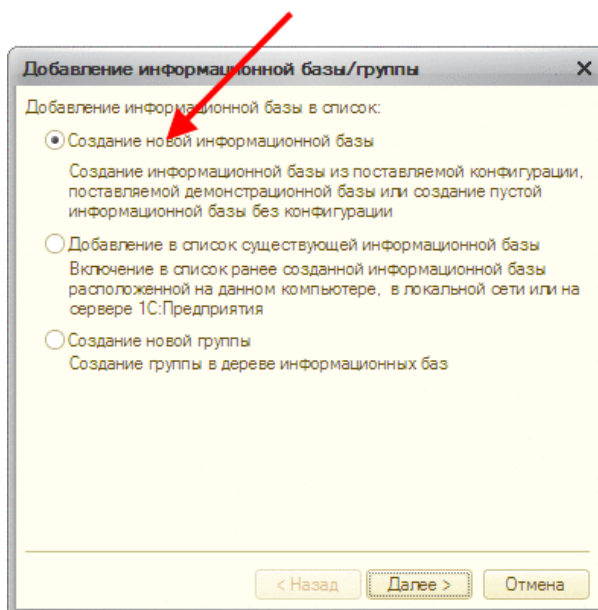 Добавление информационной базы/группы
Добавление информационной базы в список:
Создание новой информационной базы
Создание информационной базы из поставляемой конфигурации,
поставляемой демонстрационной базы или создание пустой
информационной базы без конфигурации
Добавление в список существующей информационной базы
Включение в список ранее созданной информационной базы
расположенной на данном компьютере, в локальной сети или на
сервере 1С:Предприятия
Создание новой группы
Создание группы в дереве информационных баз
< Назад Далее > Отмена